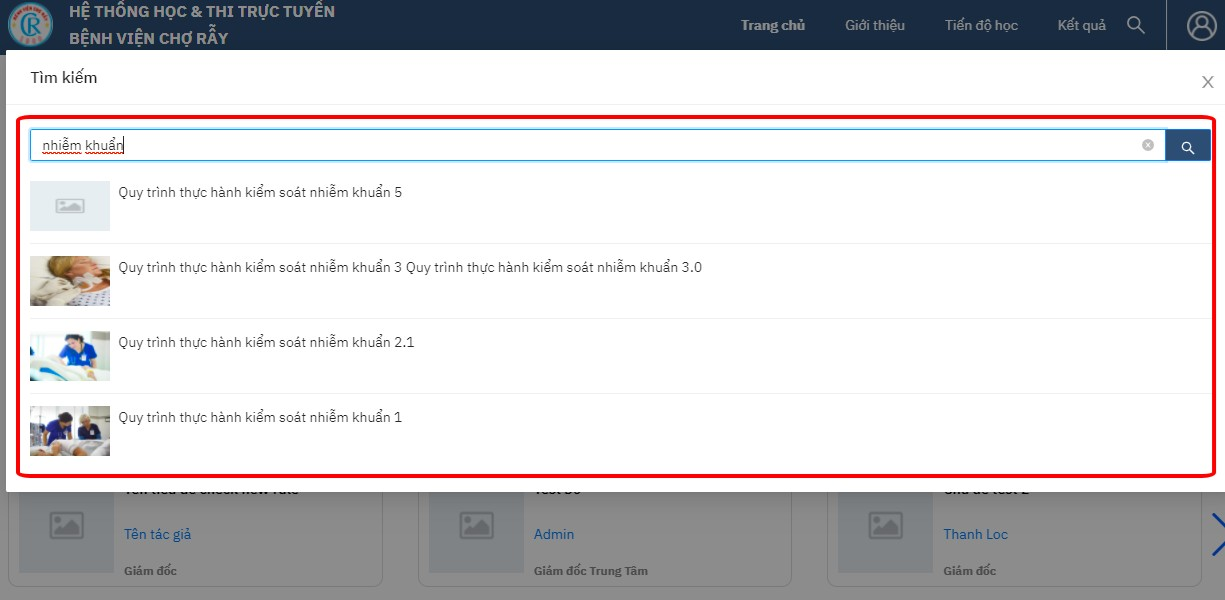 HỆ THỐNG HỌC & THI TRỰC TUYẾN
BỆNH VIỆN CHỢ RẪY
Trang chủ
Giới thiệu
Tiến độ học
Kết quả
Tìm kiếm
nhiễm khuẩn
Quy trình thực hành kiểm soát nhiễm khuẩn 5
Quy trình thực hành kiểm soát nhiễm khuẩn 3 Quy trình thực hành kiểm soát nhiễm khuẩn 3.0
Quy trình thực hành kiểm soát nhiễm khuẩn 2.1
Quy trình thực hành kiểm soát nhiễm khuẩn 1
Tên tác giả
Admin
Thanh Loc
Giám đốc
Giám đốc Trung Tâm
Giám đốc